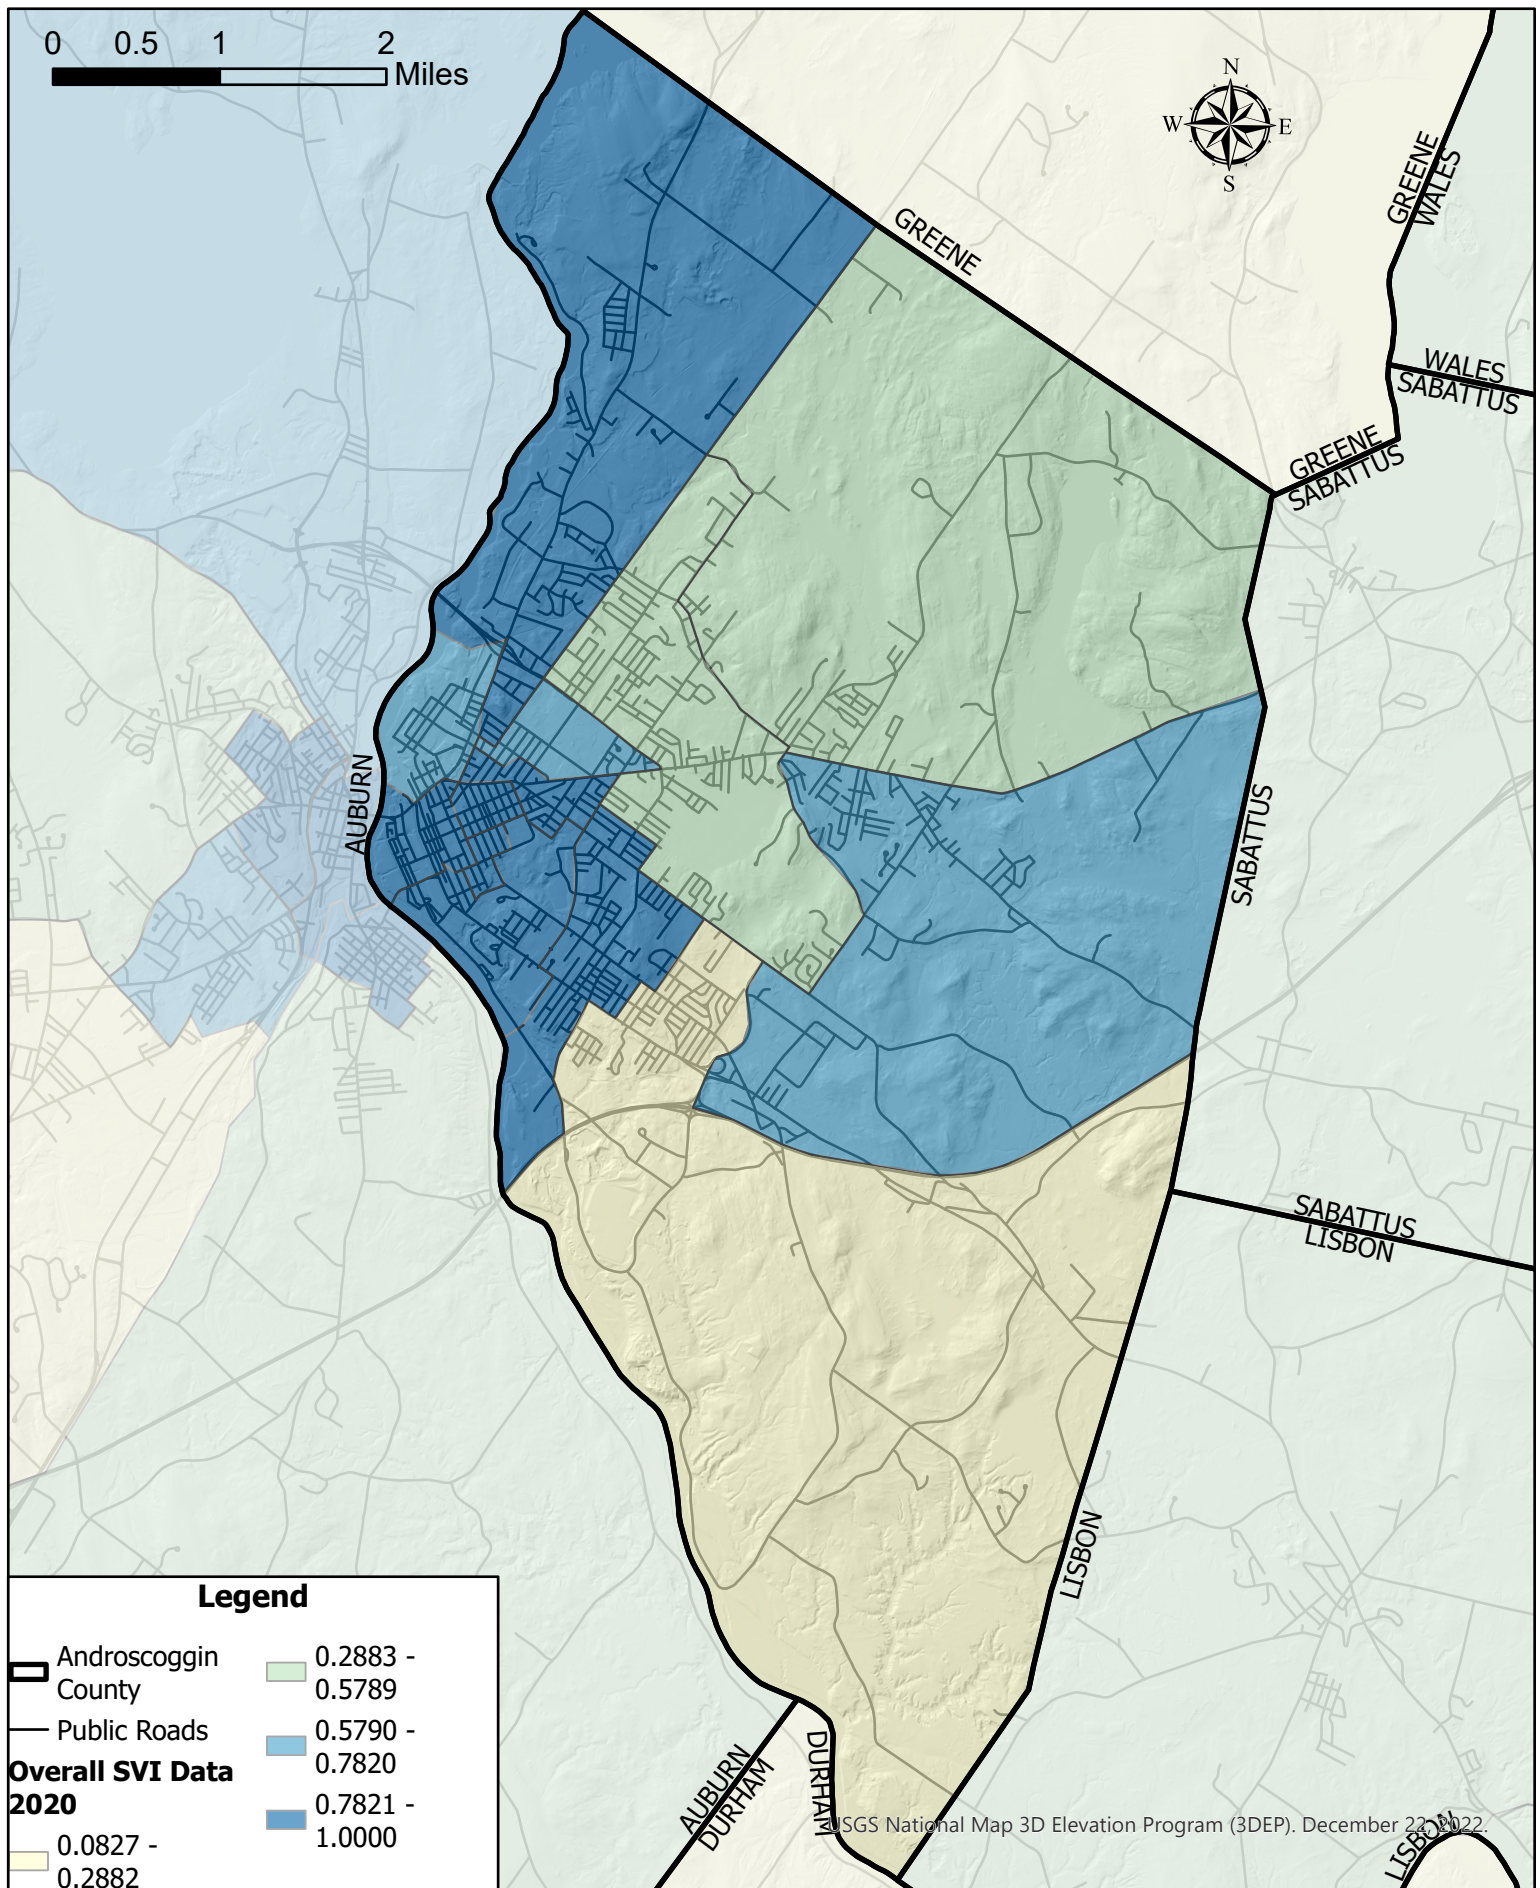 0 0.5 1 2
Miles
N
W E
S
GREENE
WALES
GREENE
WALES
SABATTUS
GREENE
SABATTUS
AUBURN
SABATTUS
SABATTUS
LISBON
LISBON
AUBURN
DURHAM
DURHAM
LISBON
USGS National Map 3D Elevation Program (3DEP). December 22, 2022.
Legend
Androscoggin
County
Public Roads
Overall SVI Data
2020
0.0827 -
0.2882
0.2883 -
0.5789
0.5790 -
0.7820
0.7821 -
1.0000